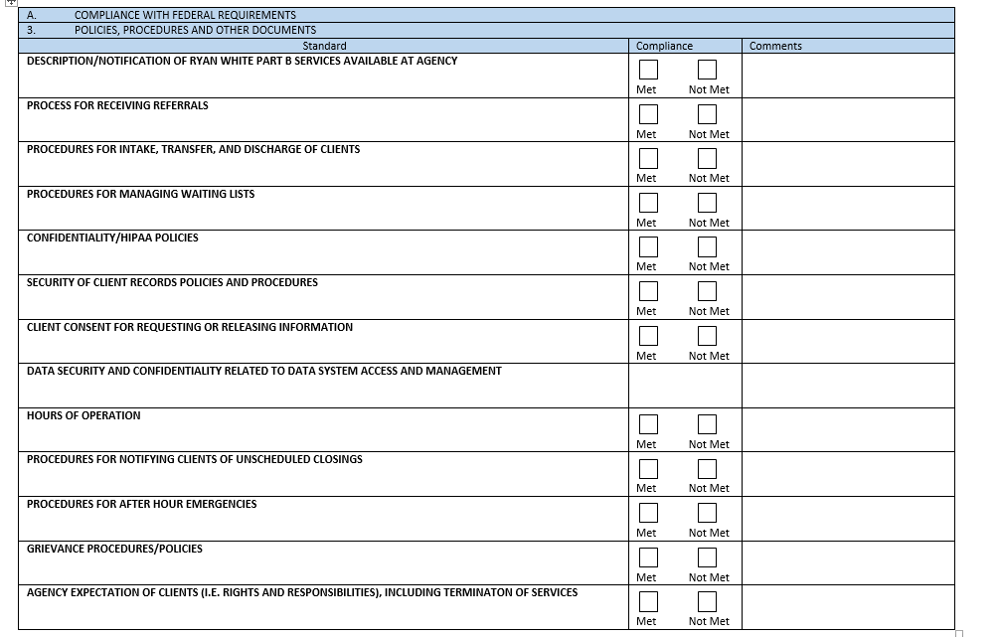 A. COMPLIANCE WITH FEDERAL REQUIREMENTS
3. POLICIES, PROCEDURES AND OTHER DOCUMENTS
Standard Compliance Comments
DESCRIPTION/NOTIFICATION OF RYAN WHITE PART B SERVICES AVAILABLE AT AGENCY
Met Not Met
PROCESS FOR RECEIVING REFERRALS
Met Not Met
PROCEDURES FOR INTAKE, TRANSFER, AND DISCHARGE OF CLIENTS
Met Not Met
PROCEDURES FOR MANAGING WAITING LISTS
Met Not Met
CONFIDENTIALITY/HIPAA POLICIES
Met Not Met
SECURITY OF CLIENT RECORDS POLICIES AND PROCEDURES
Met Not Met
CLIENT CONSENT FOR REQUESTING OR RELEASING INFORMATION
Met Not Met
DATA SECURITY AND CONFIDENTIALITY RELATED TO DATA SYSTEM ACCESS AND MANAGEMENT
HOURS OF OPERATION
Met Not Met
PROCEDURES FOR NOTIFYING CLIENTS OF UNSCHEDULED CLOSINGS
Met Not Met
PROCEDURES FOR AFTER HOUR EMERGENCIES
Met Not Met
GRIEVANCE PROCEDURES/POLICIES
Met Not Met
AGENCY EXPECTATION OF CLIENTS (I.E. RIGHTS AND RESPONSIBILITIES), INCLUDING TERMINATON OF SERVICES
Met Not Met